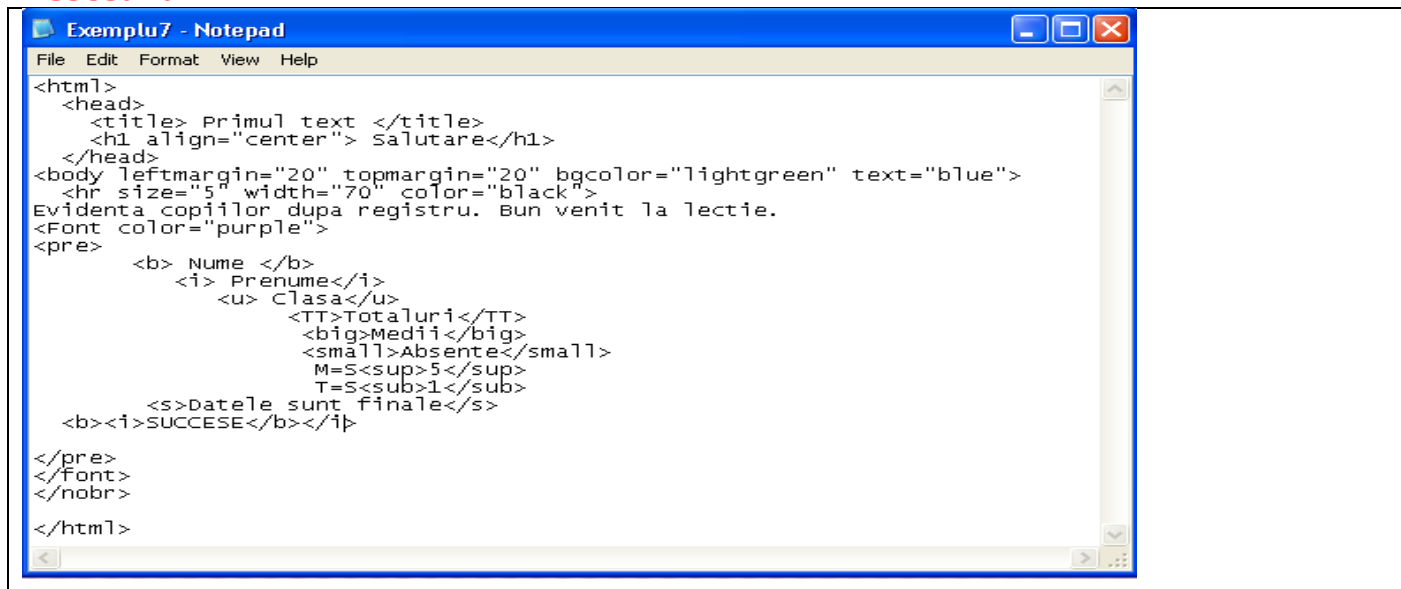 Exemplu7 - Notepad
File Edit Format View Help
<html>
  <head>
    <title> Primul text </title>
    <h1 align="center"> Salutare</h1>
  </head>
<body leftmargin="20" topmargin="20" bgcolor="lightgreen" text="blue">
  <hr size="5" width="70" color="black">
Evidenta copiilor dupa registru. Bun venit la lectie.
<Font color="purple">
<pre>
       <b> Nume </b>
          <i> Prenume</i>
             <u> Clasa</u>
                  <TT>Totaluri</TT>
                   <big>Medii</big>
                   <small>Absente</small>
                    M=S<sup>5</sup>
                    T=S<sub>1</sub>
        <s>Datele sunt finale</s>
  <b><i>SUCCESE</b></i>

</pre>
</font>
</nobr>

</html>